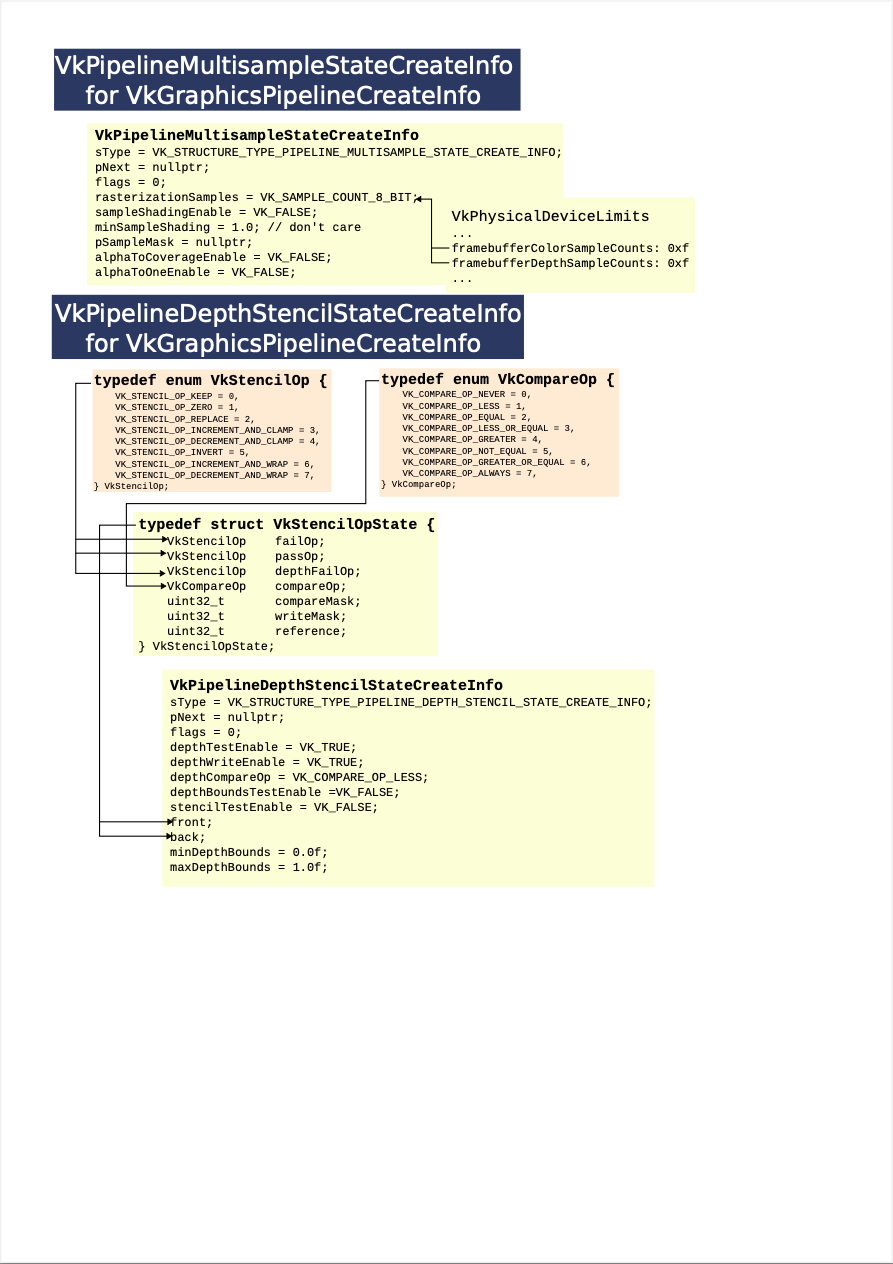 VkPipelineMultisampleStateCreateInfo
for VkGraphicsPipelineCreateInfo
VkPipelineMultisampleStateCreateInfo
sType = VK_STRUCTURE_TYPE_PIPELINE_MULTISAMPLE_STATE_CREATE_INFO;
pNext = nullptr;
flags = 0;
rasterizationSamples = VK_SAMPLE_COUNT_8_BIT;
sampleShadingEnable = VK_FALSE;
minSampleShading = 1.0; // don't care
pSampleMask = nullptr;
alphaToCoverageEnable = VK_FALSE;
alphaToOneEnable = VK_FALSE;
VkPhysicalDeviceLimits
...
framebufferColorSampleCounts: 0xf
framebufferDepthSampleCounts: 0xf
...
VkPipelineDepthStencilStateCreateInfo
for VkGraphicsPipelineCreateInfo
typedef enum VkStencilOp {
VK_STENCIL_OP_KEEP = 0,
VK_STENCIL_OP_ZERO = 1,
VK_STENCIL_OP_REPLACE = 2,
VK_STENCIL_OP_INCREMENT_AND_CLAMP = 3,
VK_STENCIL_OP_DECREMENT_AND_CLAMP = 4,
VK_STENCIL_OP_INVERT = 5,
VK_STENCIL_OP_INCREMENT_AND_WRAP = 6,
VK_STENCIL_OP_DECREMENT_AND_WRAP = 7,
} VkStencilOp;
typedef enum VkCompareOp {
VK_COMPARE_OP_NEVER = 0,
VK_COMPARE_OP_LESS = 1,
VK_COMPARE_OP_EQUAL = 2,
VK_COMPARE_OP_LESS_OR_EQUAL = 3,
VK_COMPARE_OP_GREATER = 4,
VK_COMPARE_OP_NOT_EQUAL = 5,
VK_COMPARE_OP_GREATER_OR_EQUAL = 6,
VK_COMPARE_OP_ALWAYS = 7,
} VkCompareOp;
typedef struct VkStencilOpState {
VkStencilOp    failOp;
VkStencilOp    passOp;
VkStencilOp    depthFailOp;
VkCompareOp    compareOp;
uint32_t       compareMask;
uint32_t       writeMask;
uint32_t       reference;
} VkStencilOpState;
VkPipelineDepthStencilStateCreateInfo
sType = VK_STRUCTURE_TYPE_PIPELINE_DEPTH_STENCIL_STATE_CREATE_INFO;
pNext = nullptr;
flags = 0;
depthTestEnable = VK_TRUE;
depthWriteEnable = VK_TRUE;
depthCompareOp = VK_COMPARE_OP_LESS;
depthBoundsTestEnable =VK_FALSE;
stencilTestEnable = VK_FALSE;
front;
back;
minDepthBounds = 0.0f;
maxDepthBounds = 1.0f;